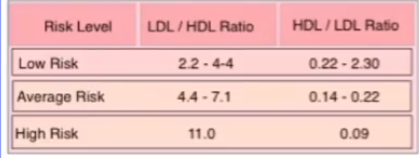 Risk Level LDL / HDL Ratio HDL / LDL Ratio
Low Risk 2.2 - 4-4 0.22 - 2.30
Average Risk 4.4 - 7.1 0.14 - 0.22
High Risk 11.0 0.09